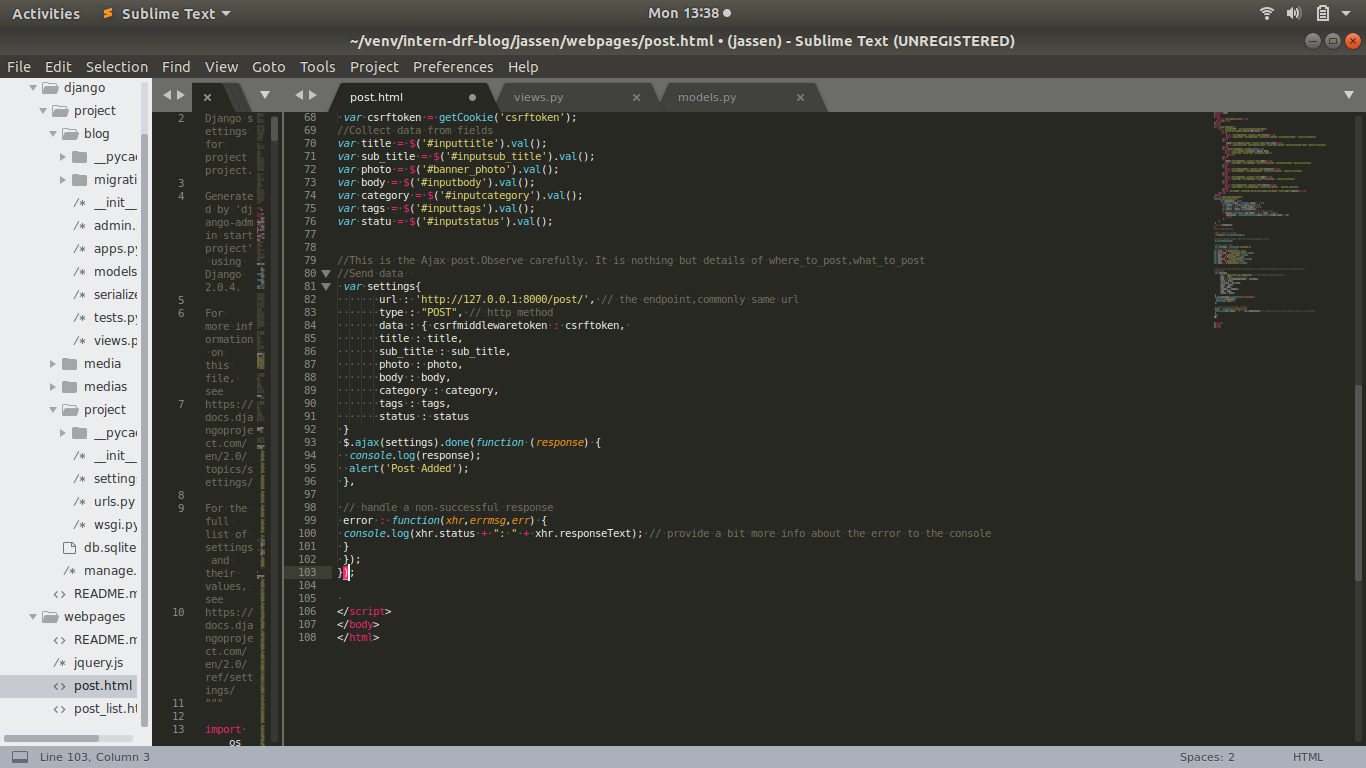 Activities
Sublime Text
Mon 13:38
~/venv/intern-drf-blog/jassen/webpages/post.html • (jassen) - Sublime Text (UNREGISTERED)
File Edit Selection Find View Goto Tools Project Preferences Help
django
project
blog
__pyca
migrati
/* __init__
/* admin.
/* apps.py
/* models
/* serialize
/* tests.py
/* views.p
media
medias
project
__pyca
/* __init__
/* setting
/* urls.py
/* wsgi.py
db.sqlite
/* manage.
<> README.m
webpages
<> README.m
/* jquery.js
<> post.html
<> post_list.ht
2 Django s
ettings
for
project
project.
3
4 Generate
d by 'dj
ango-adm
in start
project'
using
Django
2.0.4.
5
6 For
more inf
ormation
on
this
file,
see
7 https://
docs.dja
ngoproje
ct.com/
en/2.0/
topics/s
ettings/
8
9 For the
full
list of
settings
and
their
values,
see
10 https://
docs.dja
ngoproje
ct.com/
en/2.0/
ref/sett
ings/
11 """
12
13 import
os
post.html
views.py
models.py
68 var csrftoken = getCookie('csrftoken');
69 //Collect data from fields
70 var title = $('#inputtitle').val();
71 var sub_title = $('#inputsub_title').val();
72 var photo = $('#banner_photo').val();
73 var body = $('#inputbody').val();
74 var category = $('#inputcategory').val();
75 var tags = $('#inputtags').val();
76 var statu = $('#inputstatus').val();
77
78
79 //This is the Ajax post.Observe carefully. It is nothing but details of where_to_post,what_to_post
80 //Send data
81 var settings{
82 url : 'http://127.0.0.1:8000/post/', // the endpoint,commonly same url
83 type : "POST", // http method
84 data : { csrfmiddlewaretoken : csrftoken,
85 title : title,
86 sub_title : sub_title,
87 photo : photo,
88 body : body,
89 category : category,
90 tags : tags,
91 status : status
92 }
93 $.ajax(settings).done(function (response) {
94 console.log(response);
95 alert('Post Added');
96 },
97
98 // handle a non-successful response
99 error : function(xhr,errmsg,err) {
100 console.log(xhr.status + ": " + xhr.responseText); // provide a bit more info about the error to the console
101 }
102 });
103 });
104
105
106 </script>
107 </body>
108 </html>
Line 103, Column 3
Spaces: 2
HTML